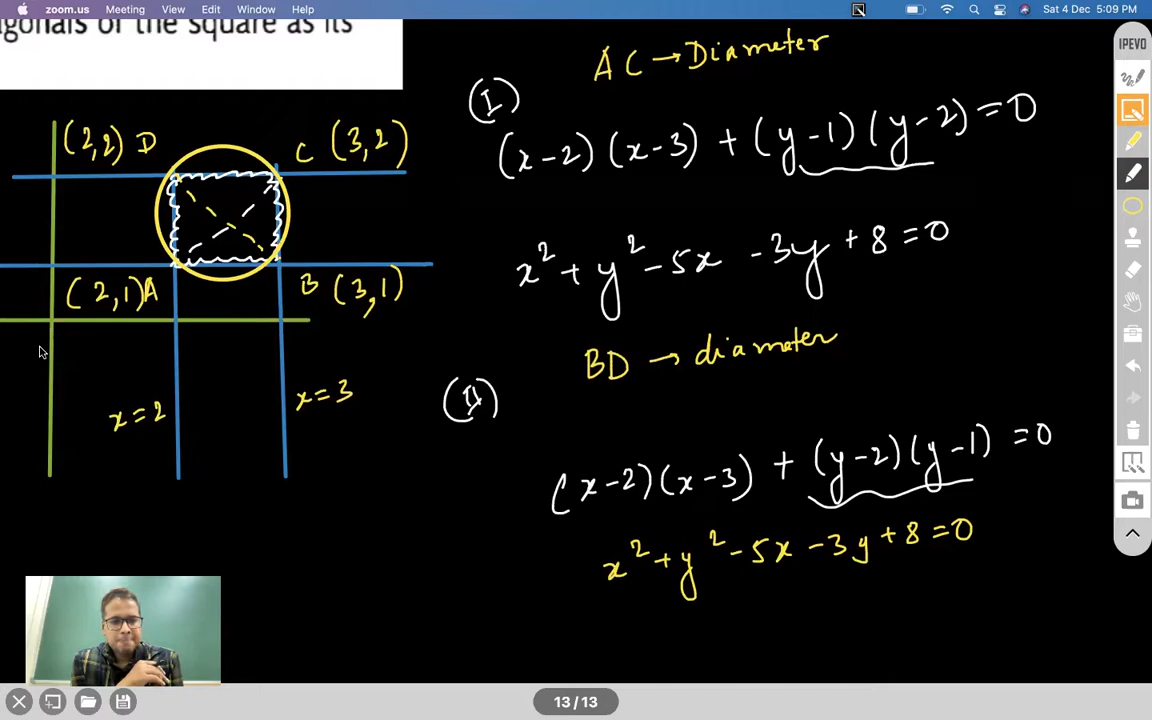 zoom.us Meeting View Edit Window Help Sat 4 Dec 5:09 PM
agonals of the square as its
IPEVO
AC → Diameter
(I)
(x-2)(x-3) + (y-1)(y-2) = 0
x² + y² - 5x - 3y + 8 = 0
BD → diameter
(II)
(x-2)(x-3) + (y-2)(y-1) = 0
x² + y² - 5x - 3y + 8 = 0
(2,2) D
C (3,2)
(2,1) A
B (3,1)
x=2
x=3
13 / 13